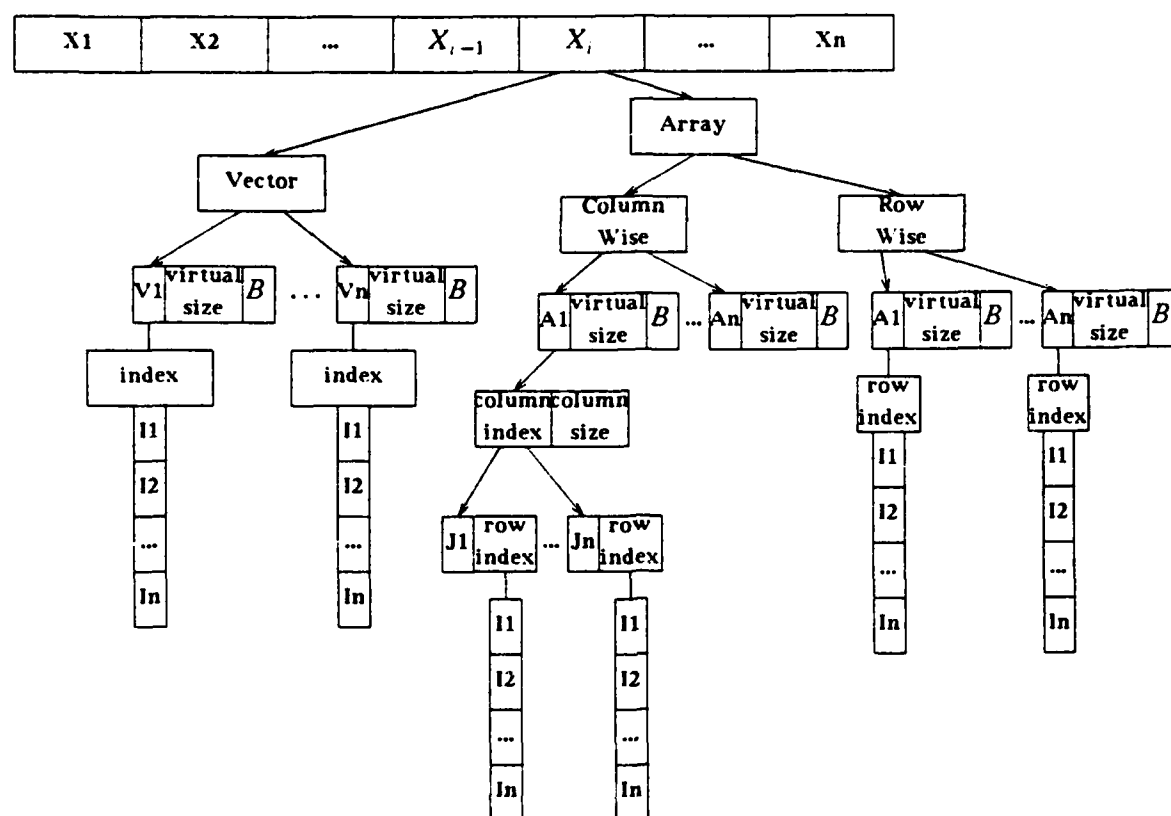 X1 X2 ... X_{i-1} X_i ... Xn
Array
Vector
Column
Wise
Row
Wise
V1 virtual size B ... Vn virtual size B
A1 virtual size B ... An virtual size B
A1 virtual size B ... An virtual size B
index
index
column index column size
row
index
row
index
I1
I2
...
In
I1
I2
...
In
J1 row index ... Jn row index
I1
I2
...
In
I1
I2
...
In
I1
I2
...
In
I1
I2
...
In